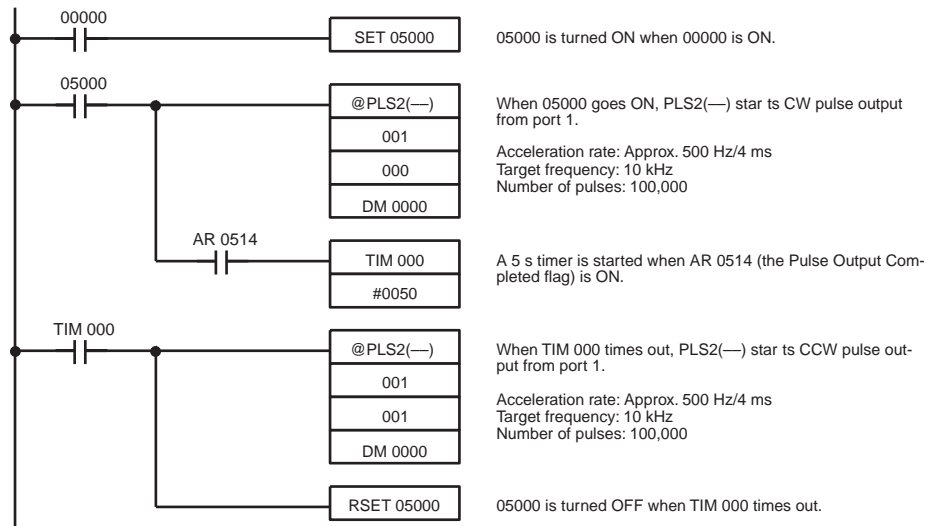 00000
SET 05000
05000 is turned ON when 00000 is ON.
05000
@PLS2(––)
001
000
DM 0000
When 05000 goes ON, PLS2(––) star ts CW pulse output
from port 1.
Acceleration rate: Approx. 500 Hz/4 ms
Target frequency: 10 kHz
Number of pulses: 100,000
AR 0514
TIM 000
#0050
A 5 s timer is started when AR 0514 (the Pulse Output Com-
pleted flag) is ON.
TIM 000
@PLS2(––)
001
001
DM 0000
When TIM 000 times out, PLS2(––) star ts CCW pulse out-
put from port 1.
Acceleration rate: Approx. 500 Hz/4 ms
Target frequency: 10 kHz
Number of pulses: 100,000
RSET 05000
05000 is turned OFF when TIM 000 times out.